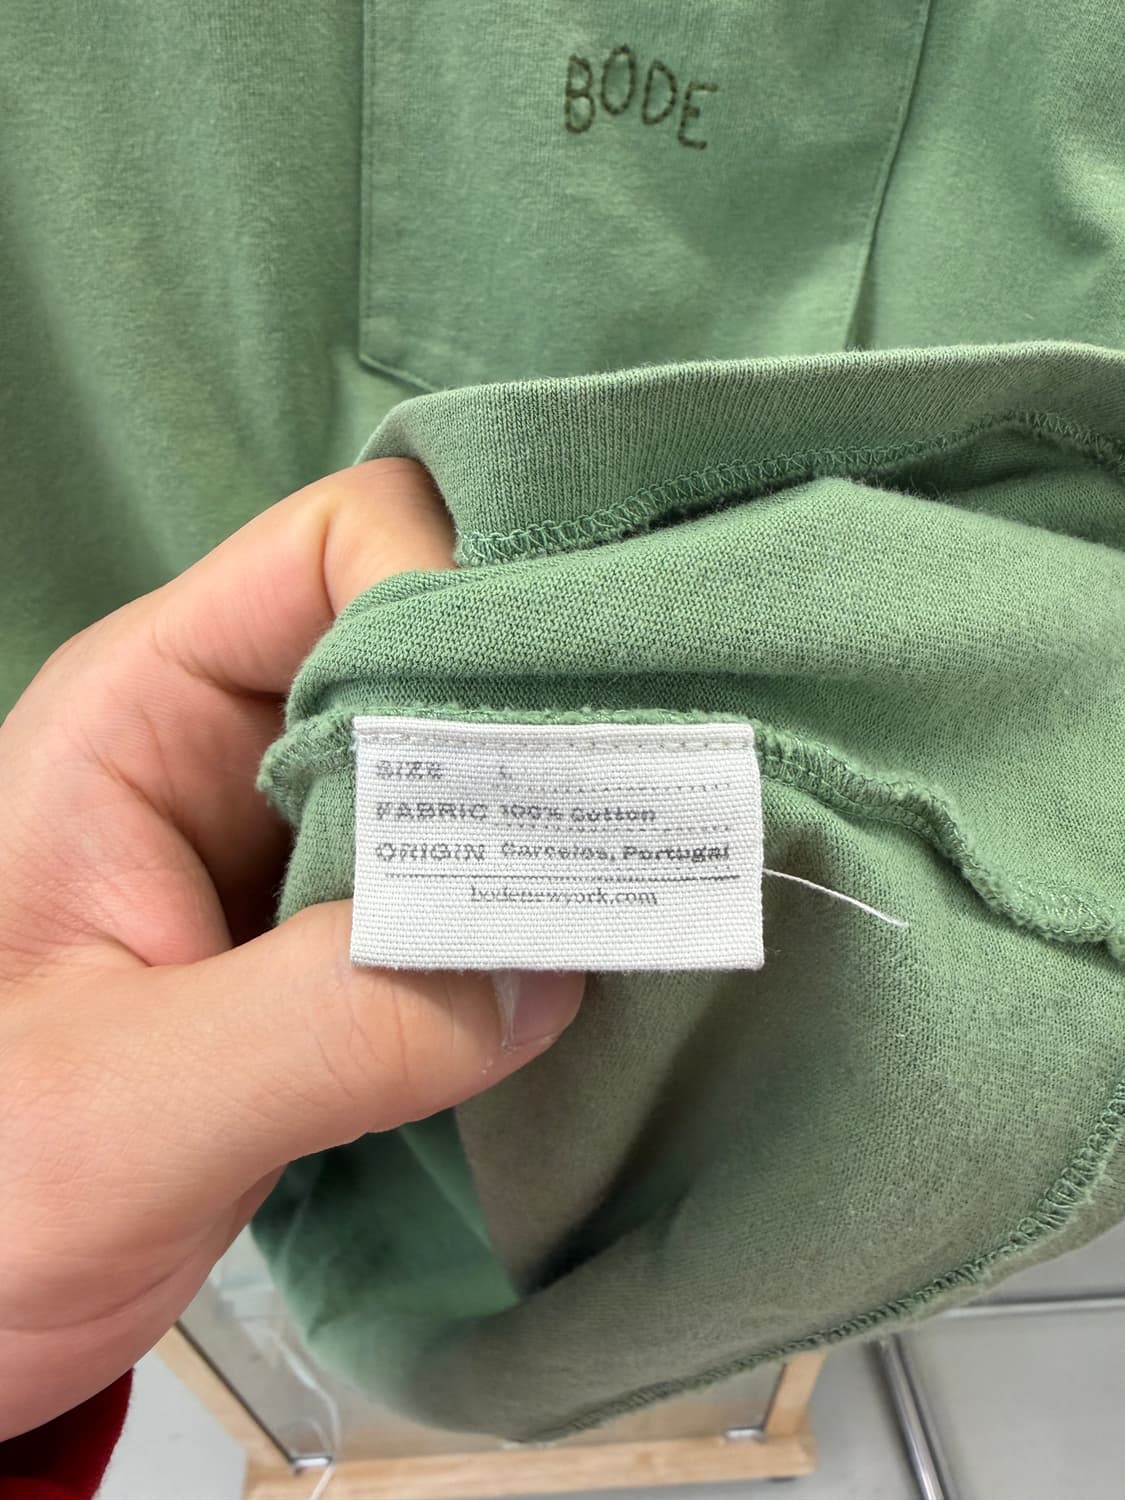 BODE
SIZE L
FABRIC 100% Cotton
ORIGIN Barcelos, Portugal
bodenewyork.com